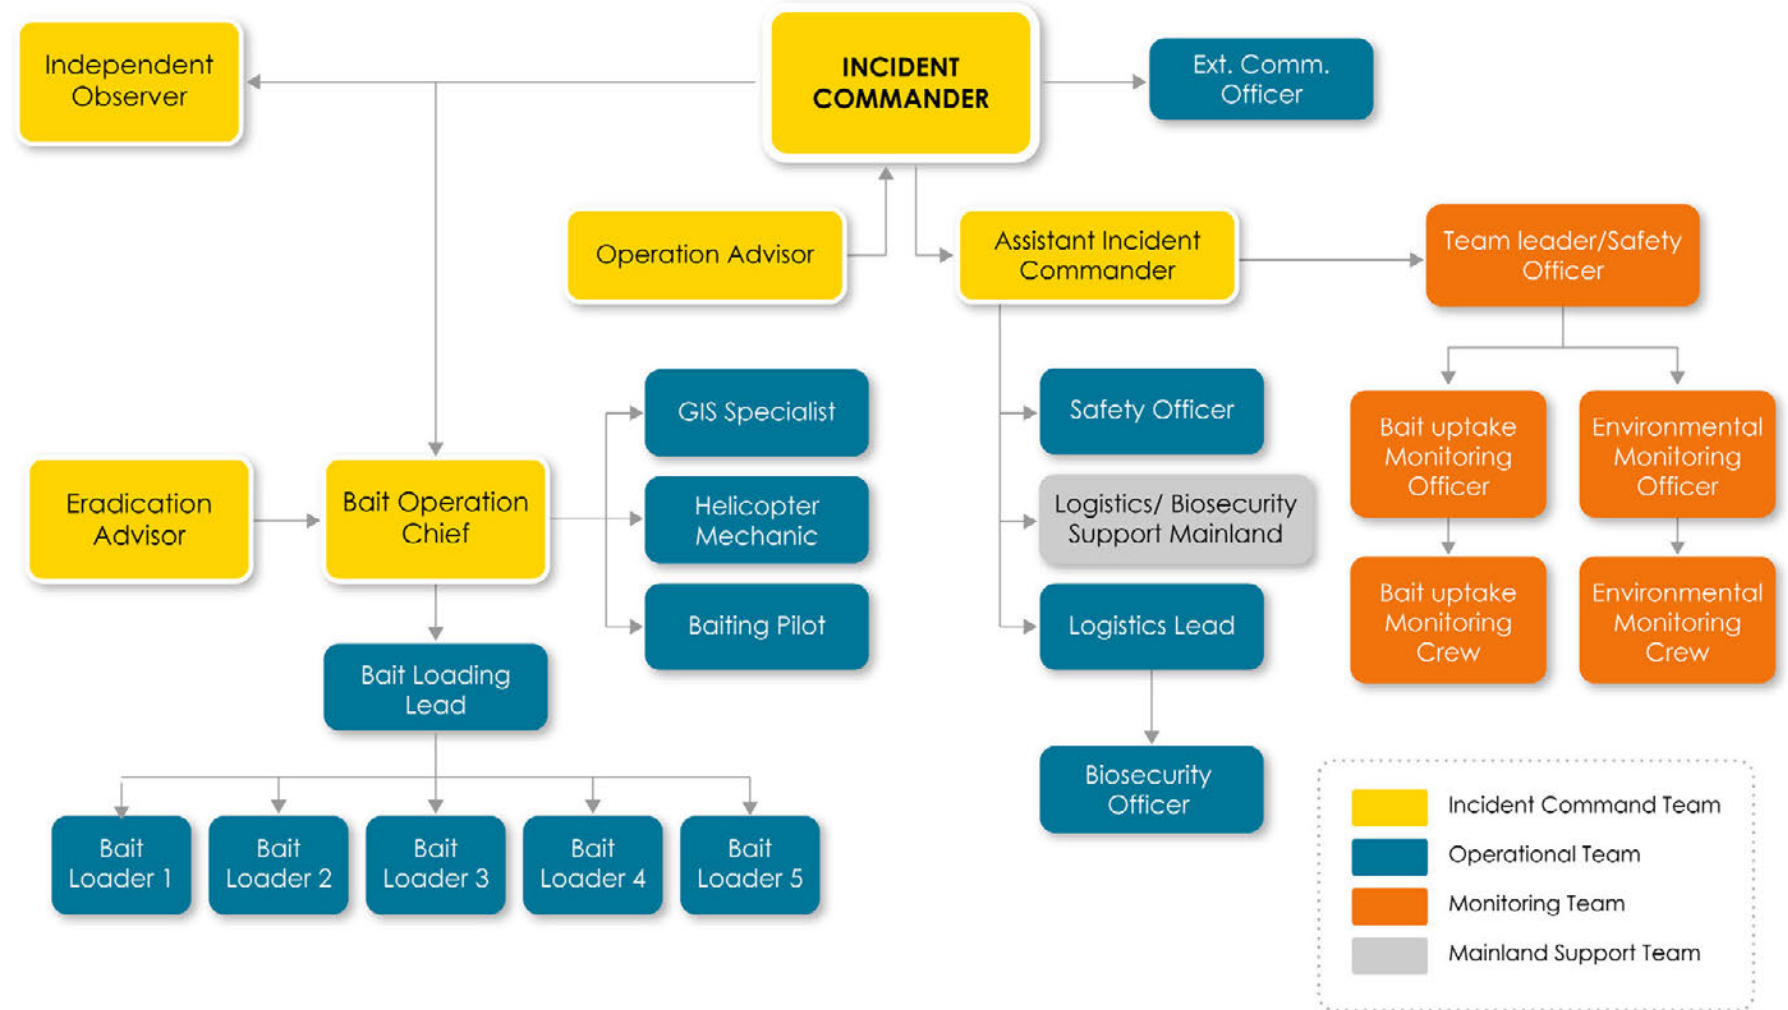 Independent
Observer
INCIDENT
COMMANDER
Ext. Comm.
Officer
Operation Advisor
Assistant Incident
Commander
Team leader/Safety
Officer
GIS Specialist
Safety Officer
Bait uptake
Monitoring
Officer
Environmental
Monitoring
Officer
Eradication
Advisor
Bait Operation
Chief
Helicopter
Mechanic
Logistics/ Biosecurity
Support Mainland
Baiting Pilot
Logistics Lead
Bait uptake
Monitoring
Crew
Environmental
Monitoring
Crew
Bait Loading
Lead
Biosecurity
Officer
Bait
Loader 1
Bait
Loader 2
Bait
Loader 3
Bait
Loader 4
Bait
Loader 5
Incident Command Team
Operational Team
Monitoring Team
Mainland Support Team